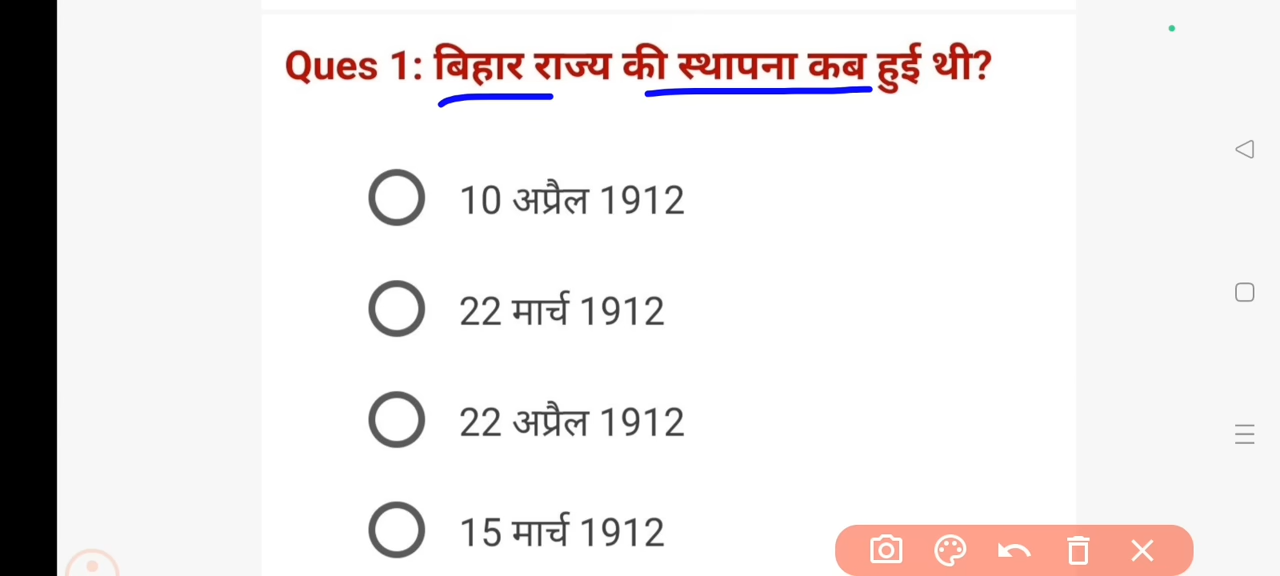 Ques 1: बिहार राज्य की स्थापना कब हुई थी?
10 अप्रैल 1912
22 मार्च 1912
22 अप्रैल 1912
15 मार्च 1912